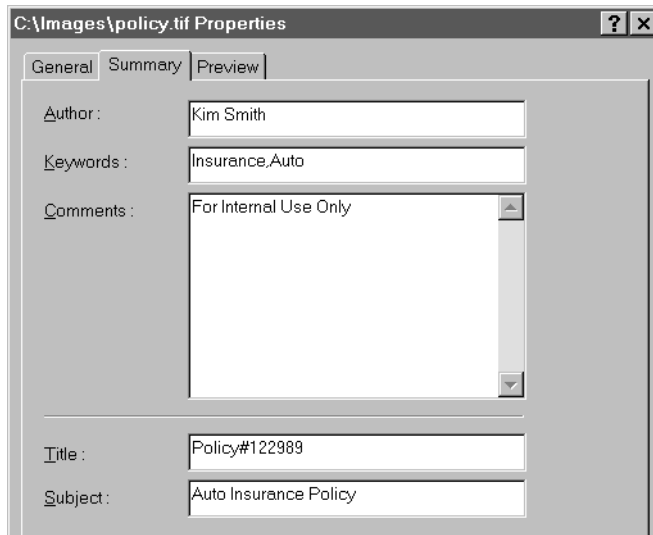 C:\Images\policy.tif Properties
General Summary Preview
Author : Kim Smith
Keywords : Insurance,Auto
Comments : For Internal Use Only
Title : Policy#122989
Subject : Auto Insurance Policy